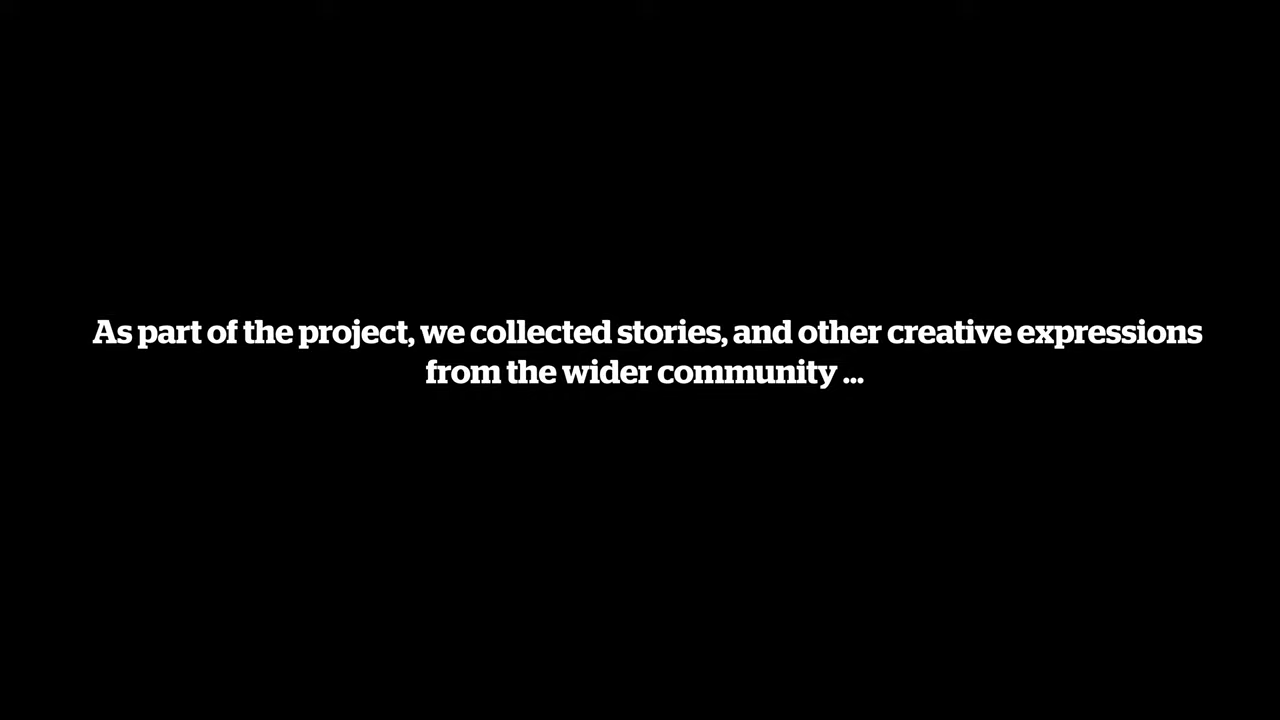 As part of the project, we collected stories, and other creative expressions
from the wider community ...